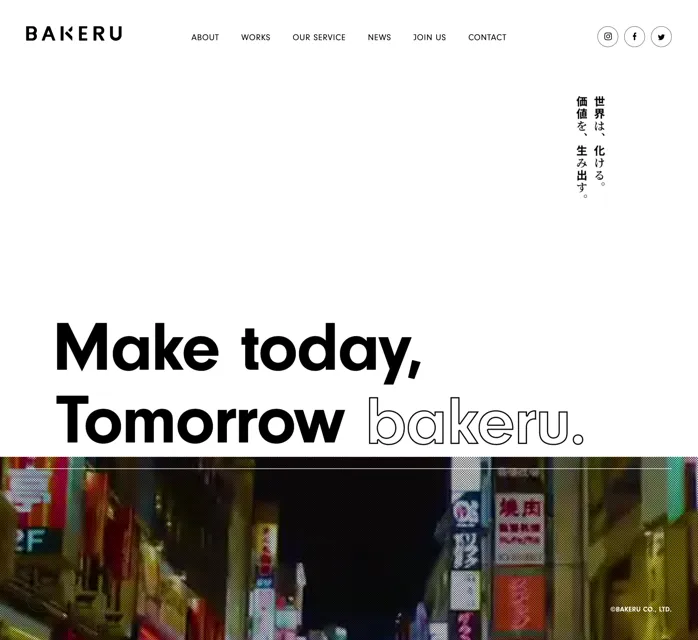 BAKERU
ABOUT WORKS OUR SERVICE NEWS JOIN US CONTACT
世界は、化ける。
価値を、生み出す。
Make today,
Tomorrow bakeru.
2F
焼肉
©BAKERU CO., LTD.